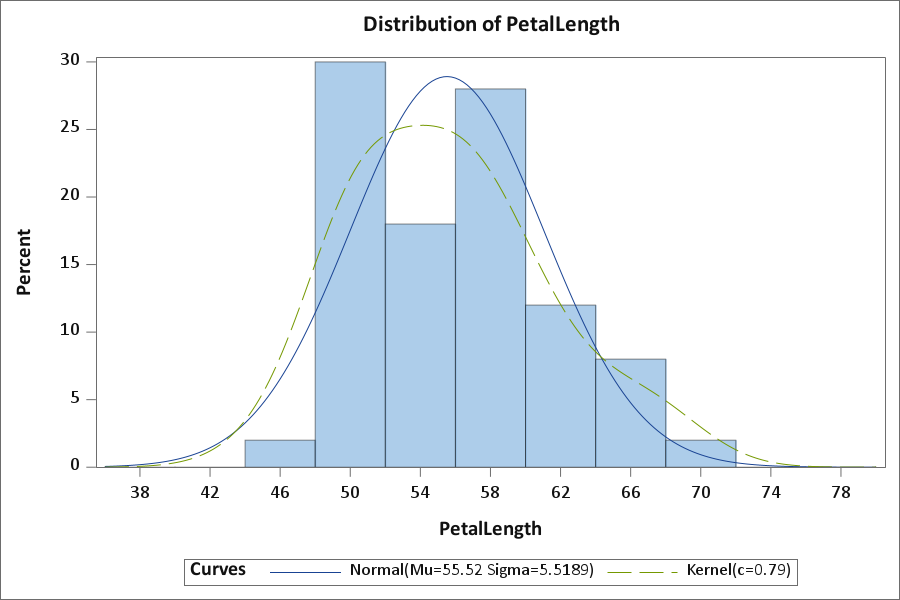 Distribution of PetalLength
30
25
20
15
10
5
0
Percent
38 42 46 50 54 58 62 66 70 74 78
PetalLength
Curves Normal(Mu=55.52 Sigma=5.5189) Kernel(c=0.79)